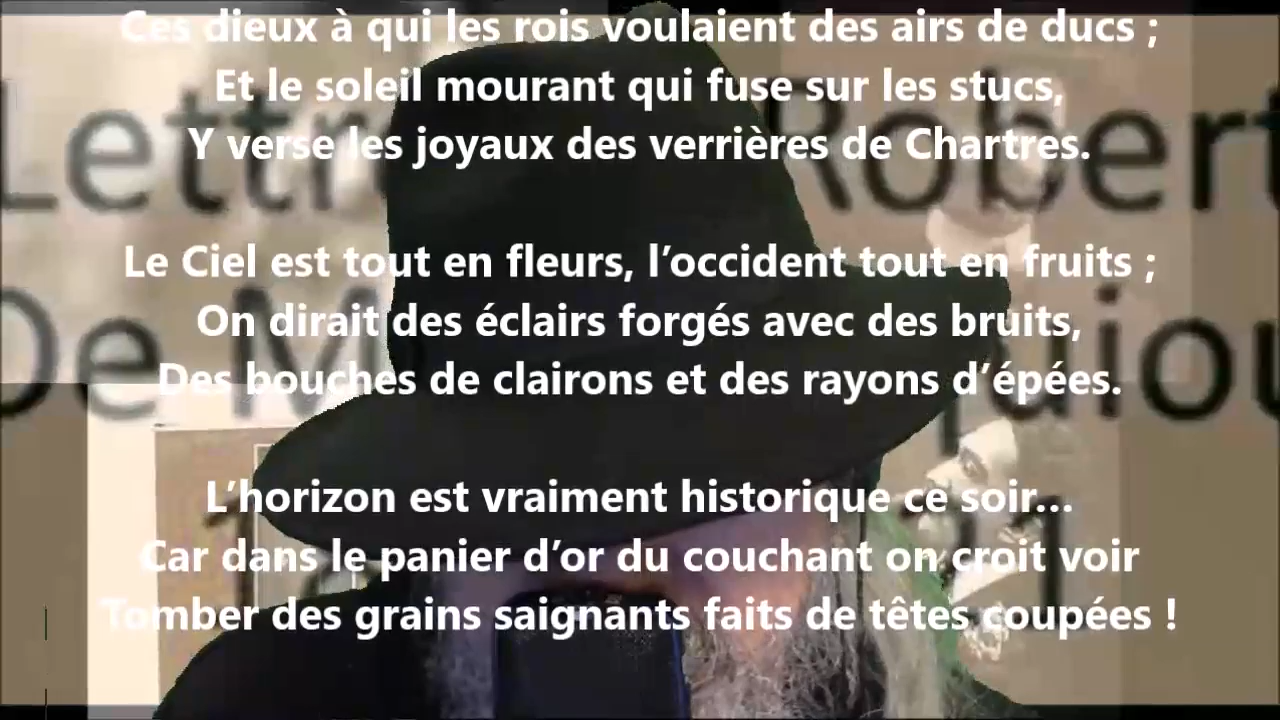 Ces dieux à qui les rois voulaient des airs de ducs ;
Et le soleil mourant qui fuse sur les stucs,
Y verse les joyaux des verrières de Chartres.
Le Ciel est tout en fleurs, l’occident tout en fruits ;
On dirait des éclairs forgés avec des bruits,
Des bouches de clairons et des rayons d’épées.
L’horizon est vraiment historique ce soir...
Car dans le panier d’or du couchant on croit voir
Tomber des grains saignants faits de têtes coupées !
Robert
De